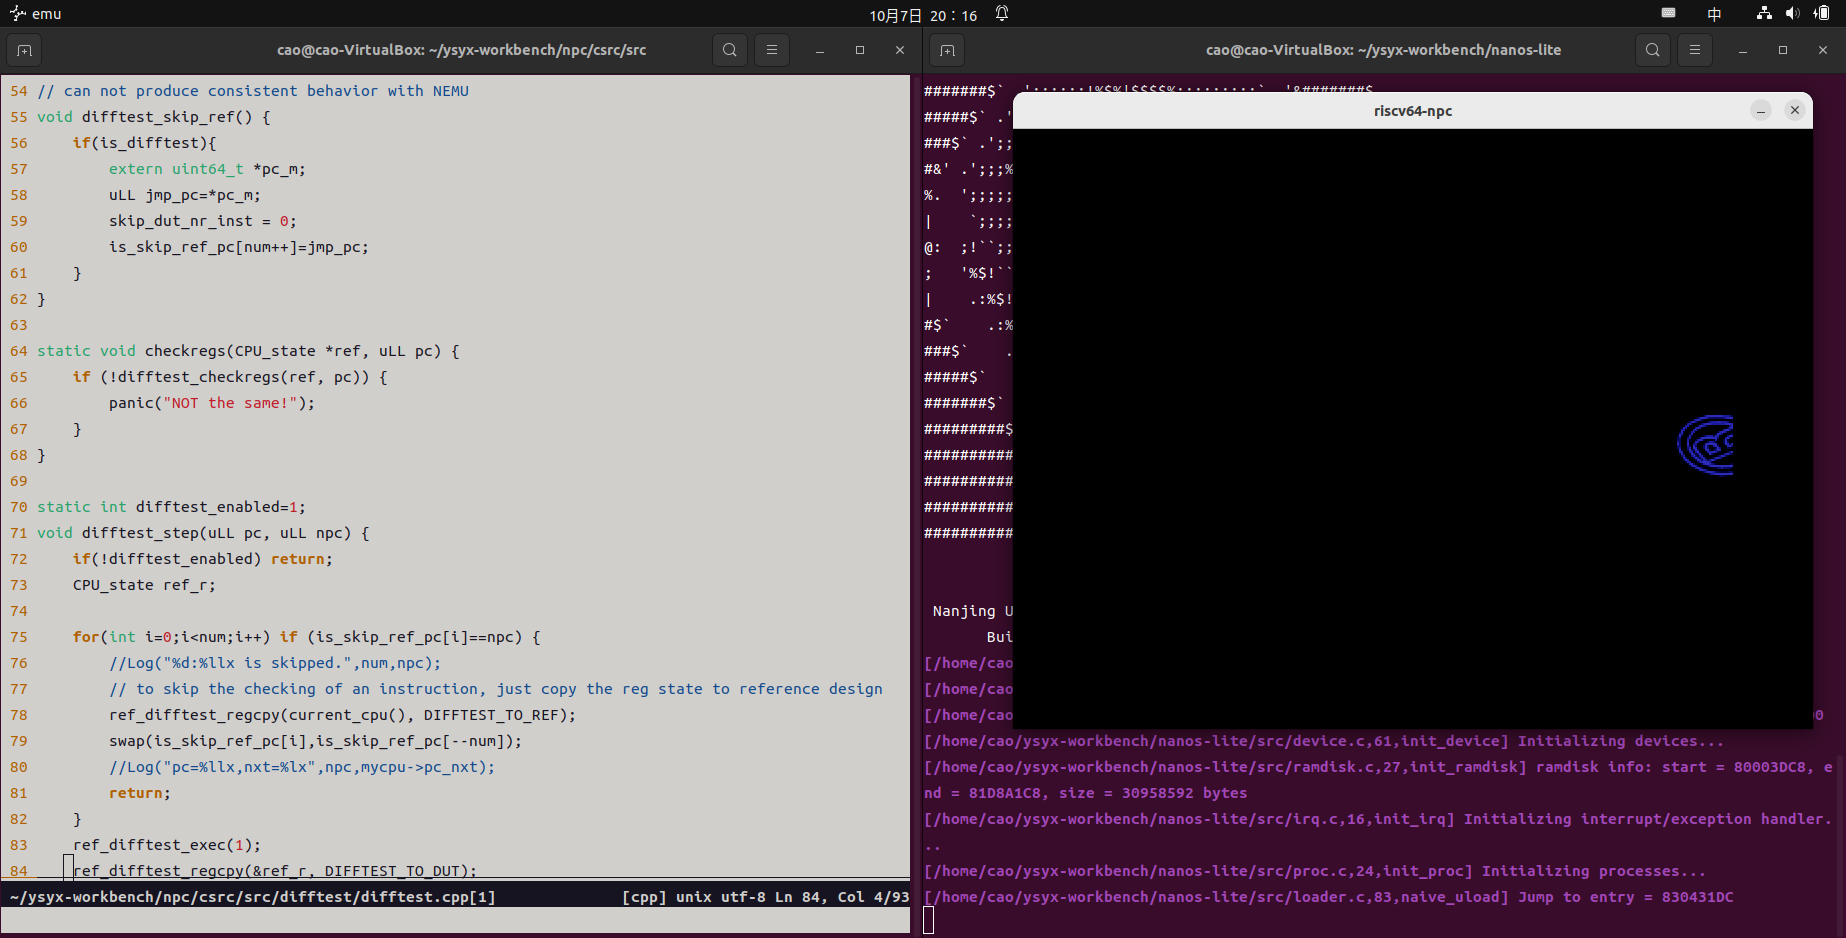 emu
10月7日 20：16
中
cao@cao-VirtualBox: ~/ysyx-workbench/npc/csrc/src
54 // can not produce consistent behavior with NEMU
55 void difftest_skip_ref() {
56     if(is_difftest){
57         extern uint64_t *pc_m;
58         uLL jmp_pc=*pc_m;
59         skip_dut_nr_inst = 0;
60         is_skip_ref_pc[num++]=jmp_pc;
61     }
62 }
63
64 static void checkregs(CPU_state *ref, uLL pc) {
65     if (!difftest_checkregs(ref, pc)) {
66         panic("NOT the same!");
67     }
68 }
69
70 static int difftest_enabled=1;
71 void difftest_step(uLL pc, uLL npc) {
72     if(!difftest_enabled) return;
73     CPU_state ref_r;
74
75     for(int i=0;i<num;i++) if (is_skip_ref_pc[i]==npc) {
76         //Log("%d:%llx is skipped.",num,npc);
77         // to skip the checking of an instruction, just copy the reg state to reference design
78         ref_difftest_regcpy(current_cpu(), DIFFTEST_TO_REF);
79         swap(is_skip_ref_pc[i],is_skip_ref_pc[--num]);
80         //Log("pc=%llx,nxt=%lx",npc,mycpu->pc_nxt);
81         return;
82     }
83     ref_difftest_exec(1);
84     ref_difftest_regcpy(&ref_r, DIFFTEST_TO_DUT);
~/ysyx-workbench/npc/csrc/src/difftest/difftest.cpp[1] [cpp] unix utf-8 Ln 84, Col 4/93
cao@cao-VirtualBox: ~/ysyx-workbench/nanos-lite
riscv64-npc
#####$` .'
###$` .';;
#&' .';;;%
%.  ';;;;;
|    `;;;;
@:  ;!``;;
;   '%$!``
|    .:%$!
#$`    .:%
###$`    .
#####$`
#######$`
#########$
##########
##########
##########
##########
Nanjing U
Bui
[/home/cao
[/home/cao
[/home/cao
[/home/cao/ysyx-workbench/nanos-lite/src/device.c,61,init_device] Initializing devices...
[/home/cao/ysyx-workbench/nanos-lite/src/ramdisk.c,27,init_ramdisk] ramdisk info: start = 80003DC8, e
nd = 81D8A1C8, size = 30958592 bytes
[/home/cao/ysyx-workbench/nanos-lite/src/irq.c,16,init_irq] Initializing interrupt/exception handler.
..
[/home/cao/ysyx-workbench/nanos-lite/src/proc.c,24,init_proc] Initializing processes...
[/home/cao/ysyx-workbench/nanos-lite/src/loader.c,83,naive_uload] Jump to entry = 830431DC